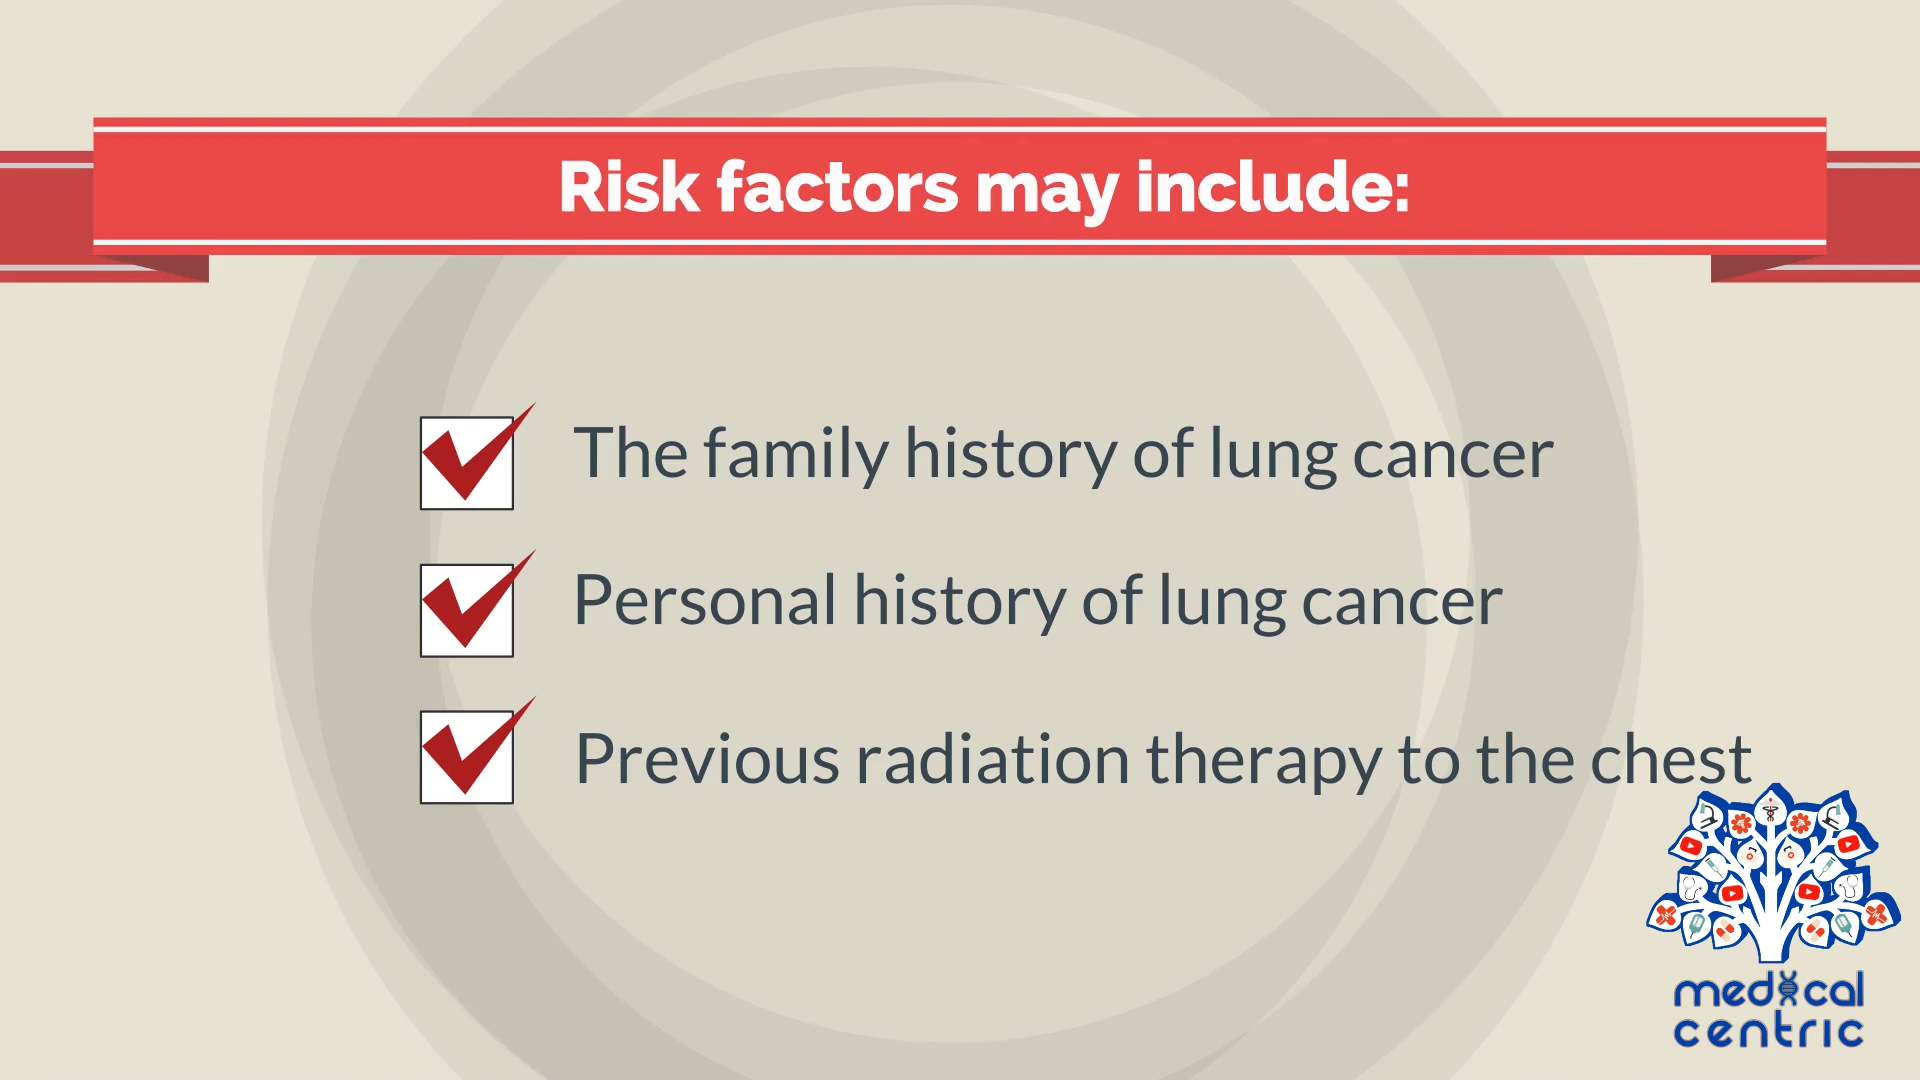 Risk factors may include:
The family history of lung cancer
Personal history of lung cancer
Previous radiation therapy to the chest
medical
centric